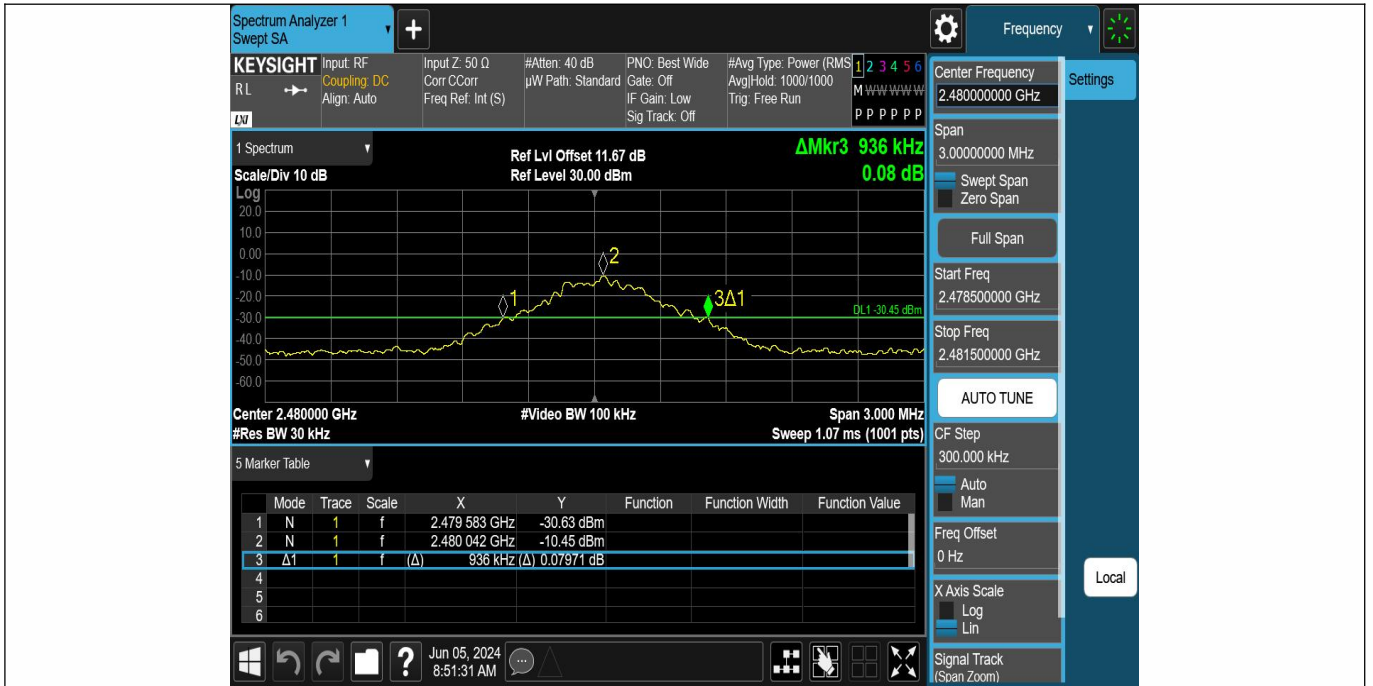 Spectrum Analyzer 1
Swept SA
+
Frequency
KEYSIGHT
R L
LXI
Input: RF
Coupling: DC
Align: Auto
Input Z: 50 Ω
Corr CCorr
Freq Ref: Int (S)
#Atten: 40 dB
µW Path: Standard
PNO: Best Wide
Gate: Off
IF Gain: Low
Sig Track: Off
#Avg Type: Power (RMS
Avg|Hold: 1000/1000
Trig: Free Run
1 2 3 4 5 6
M W W W W W
P P P P P P
1 Spectrum
Scale/Div 10 dB
Ref Lvl Offset 11.67 dB
Ref Level 30.00 dBm
ΔMkr3 936 kHz
0.08 dB
Log
20.0
10.0
0.00
-10.0
-20.0
-30.0
-40.0
-50.0
-60.0
1
2
3Δ1
DL1 -30.45 dBm
Center 2.480000 GHz
#Video BW 100 kHz
Span 3.000 MHz
#Res BW 30 kHz
Sweep 1.07 ms (1001 pts)
5 Marker Table
Mode Trace Scale X Y Function Function Width Function Value
1 N 1 f 2.479 583 GHz -30.63 dBm
2 N 1 f 2.480 042 GHz -10.45 dBm
3 Δ1 1 f (Δ) 936 kHz (Δ) 0.07971 dB
4
5
6
?
Jun 05, 2024
8:51:31 AM
Center Frequency
2.480000000 GHz
Settings
Span
3.00000000 MHz
Swept Span
Zero Span
Full Span
Start Freq
2.478500000 GHz
Stop Freq
2.481500000 GHz
AUTO TUNE
CF Step
300.000 kHz
Auto
Man
Freq Offset
0 Hz
X Axis Scale
Log
Lin
Signal Track
(Span Zoom)
Local